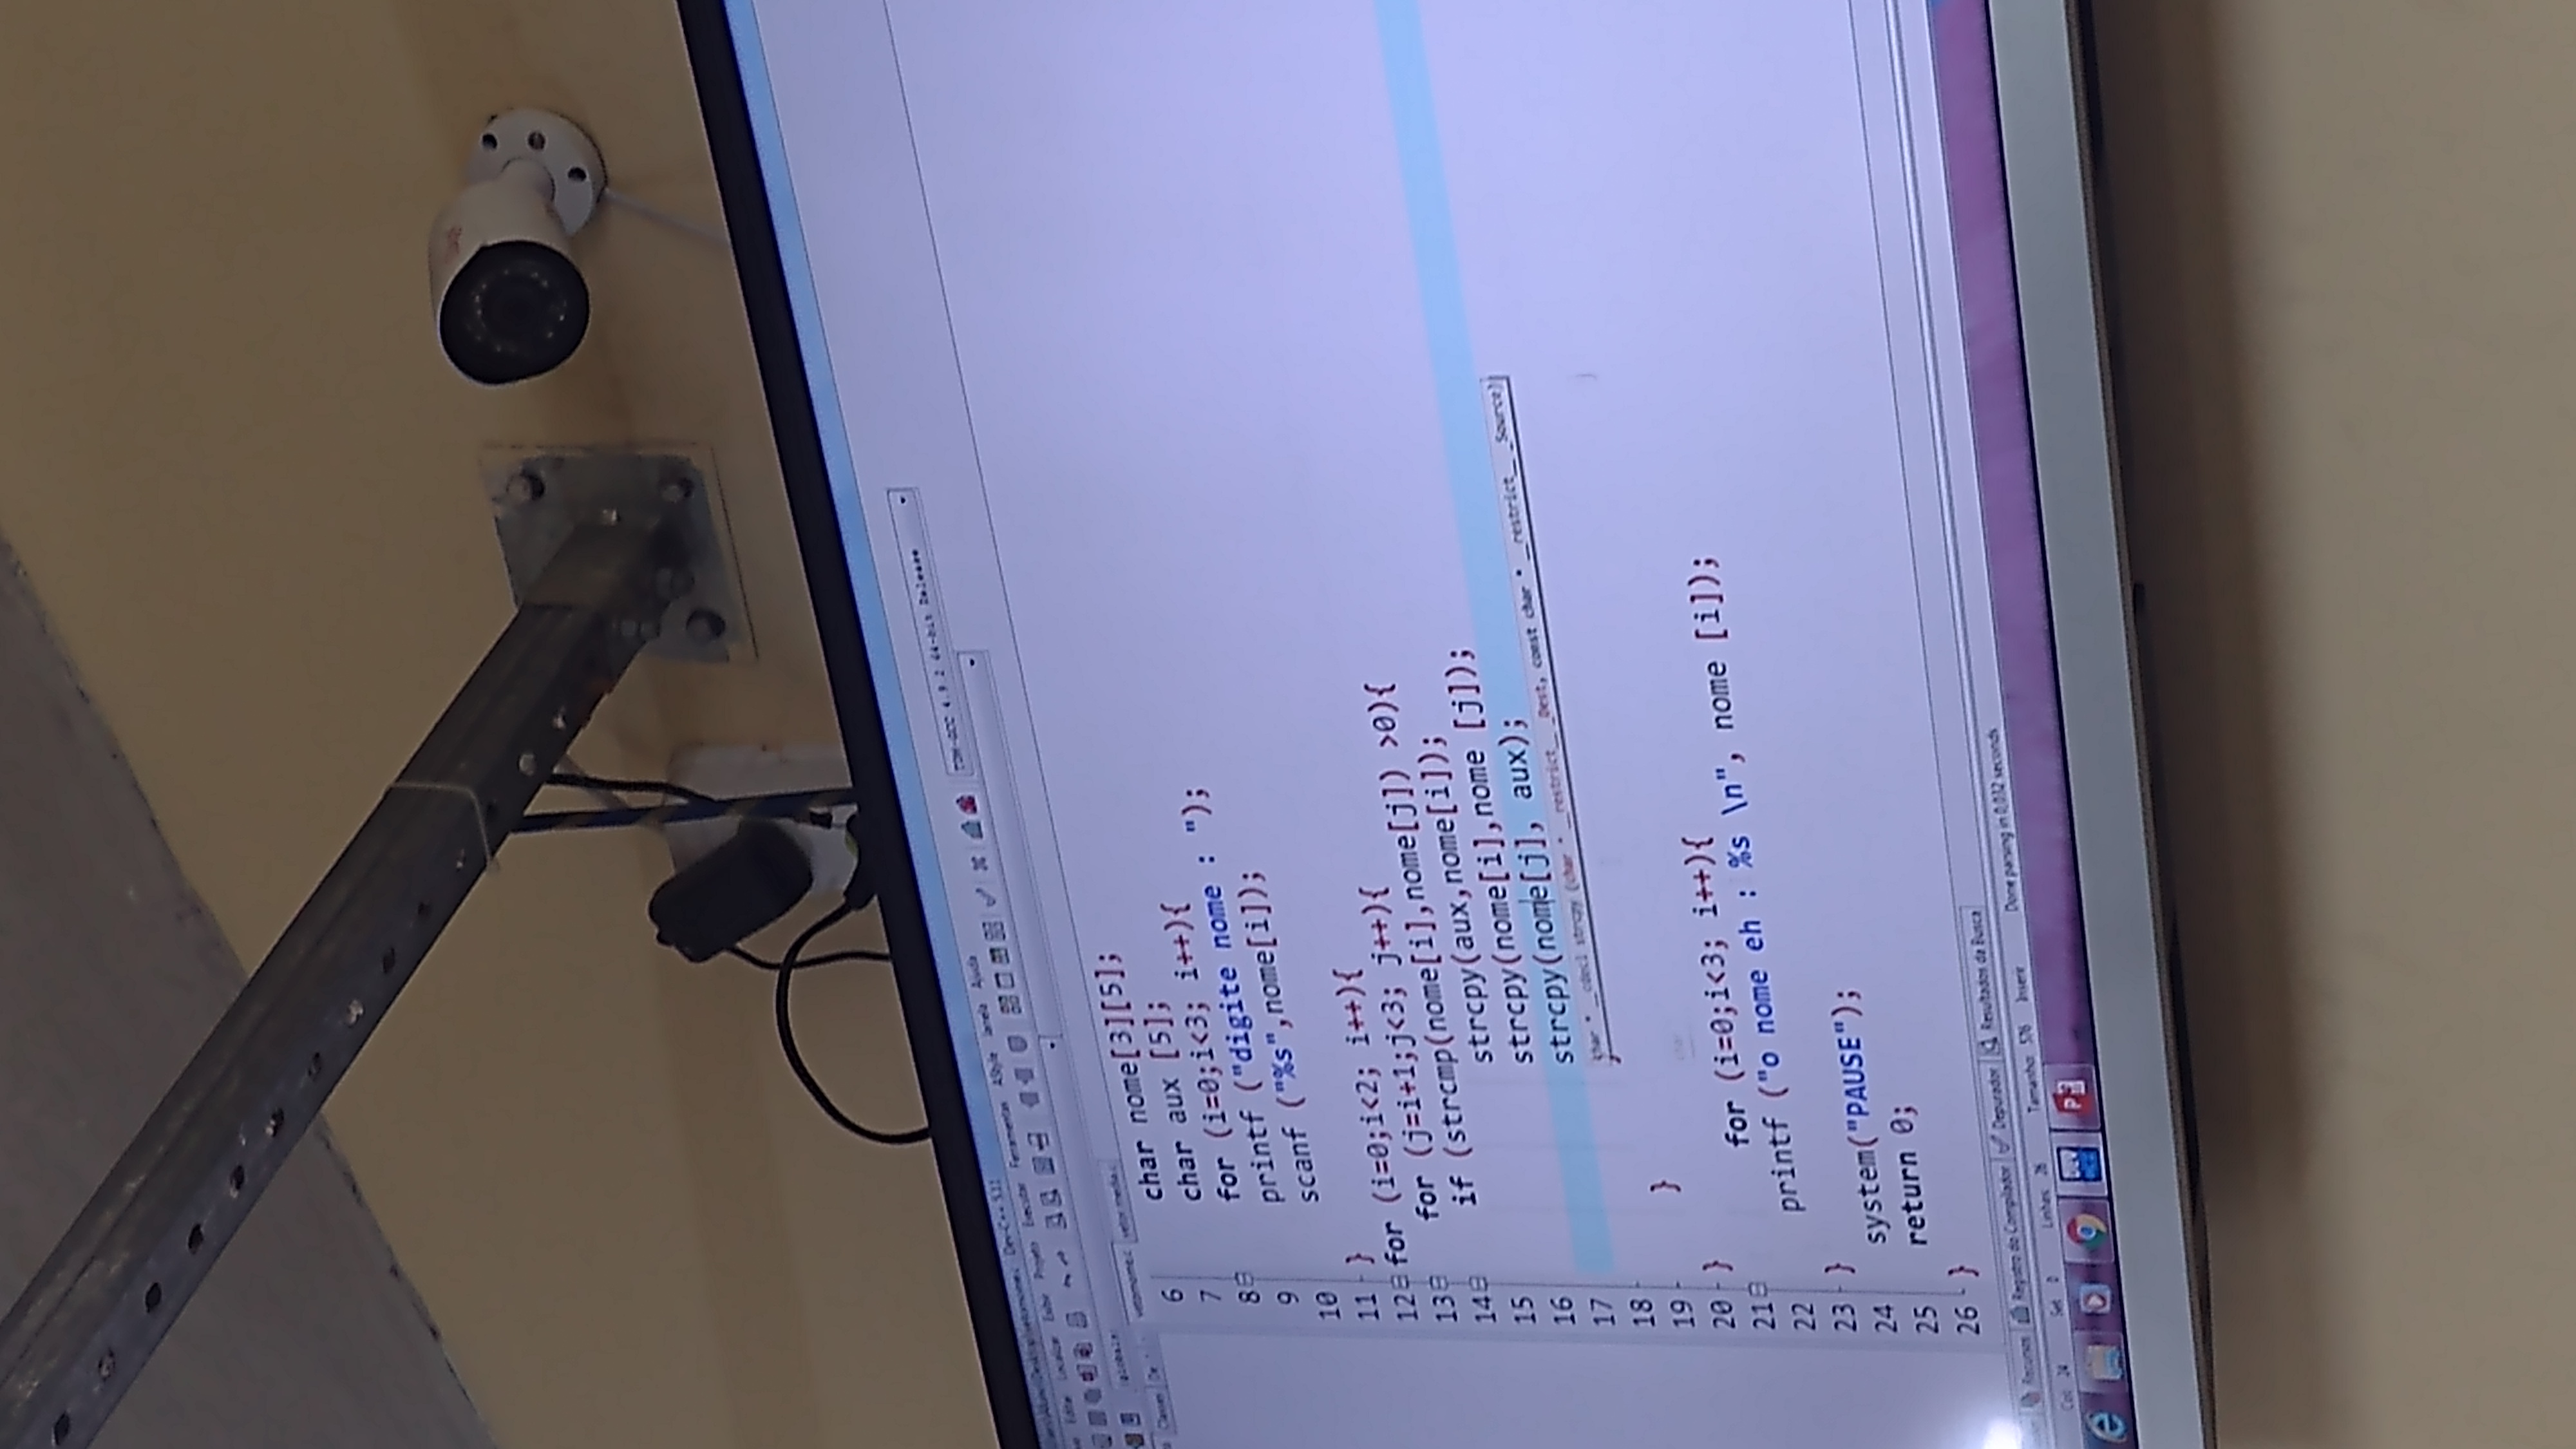 Dev-C++ 5.11
Editar Localizar Exibir Projeto Executar Ferramentas AStyle Janela Ajuda
TDM-GCC 4.9.2 64-bit Release
(globals)
Classes
vetornome.c vetor media.c
6 char nome[3][5];
7 char aux [5];
8 for (i=0;i<3; i++){
9 printf ("digite nome : ");
10 scanf ("%s",nome[i]);
11 }
12 for (i=0;i<2; i++){
13 for (j=i+1;j<3; j++){
14 if (strcmp(nome[i],nome[j]) >0){
15 strcpy(aux,nome[i]);
16 strcpy(nome[i],nome [j]);
17 strcpy(nome[j], aux);
char * __cdecl strcpy (char * __restrict__ _Dest, const char * __restrict__ _Source)
18 }
19 }
20 }
21 for (i=0;i<3; i++){
22 printf ("o nome eh : %s \n", nome [i]);
23 }
24 system("PAUSE");
25 return 0;
26 }
Recursos Registro do Compilador Depurador Resultados da Busca
Col: 24 Sel: 0 Linhas: 26 Tamanho: 576 Inserir Done parsing in 0,032 seconds
DEV
P